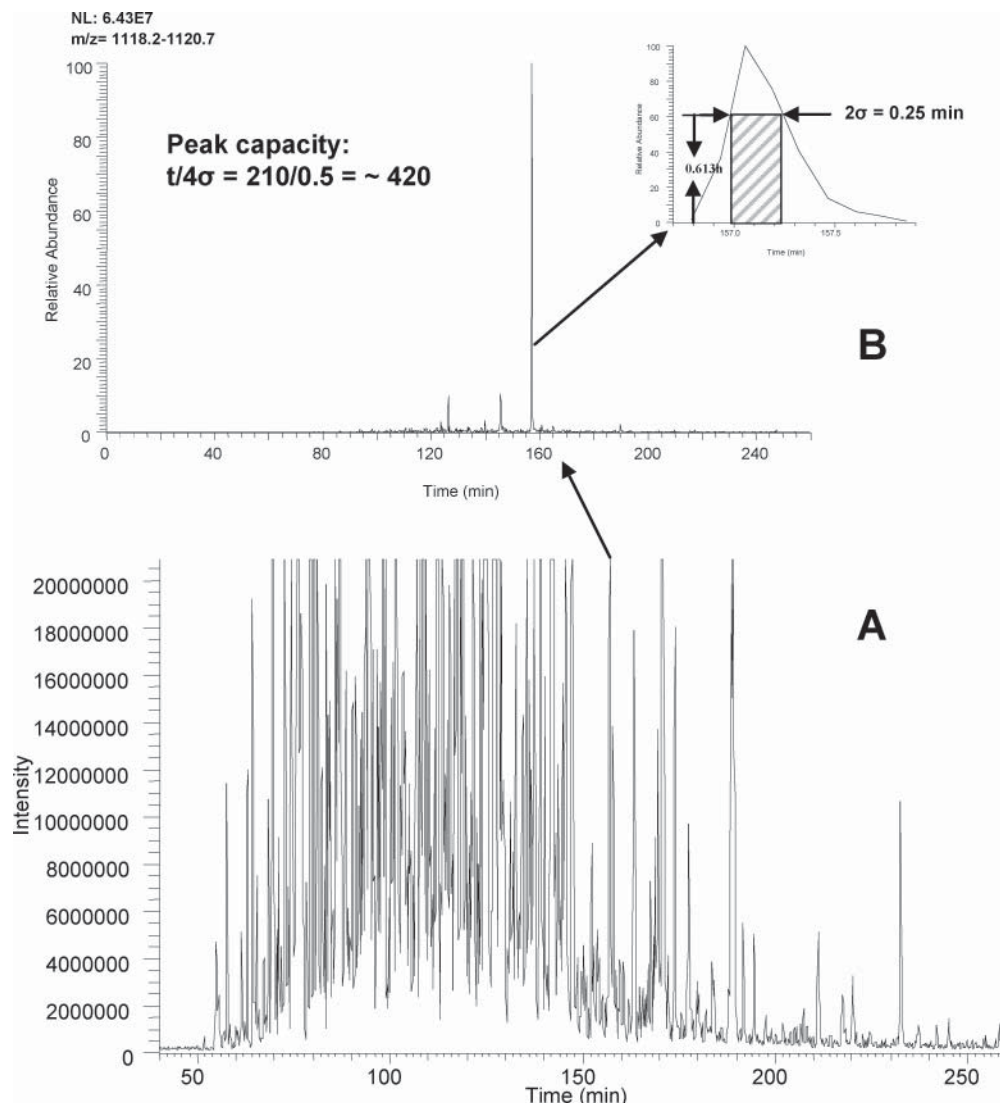 NL: 6.43E7
m/z= 1118.2-1120.7
100
80
60
40
20
0
Relative Abundance
0 40 80 120 160 200 240
Time (min)
Peak capacity:
t/4σ = 210/0.5 = ~ 420
100
80
60
40
20
0
Relative Abundance
0.613h
2σ = 0.25 min
157.0 157.5
Time (min)
B
A
20000000
18000000
16000000
14000000
12000000
10000000
8000000
6000000
4000000
2000000
0
Intensity
50 100 150 200 250
Time (min)